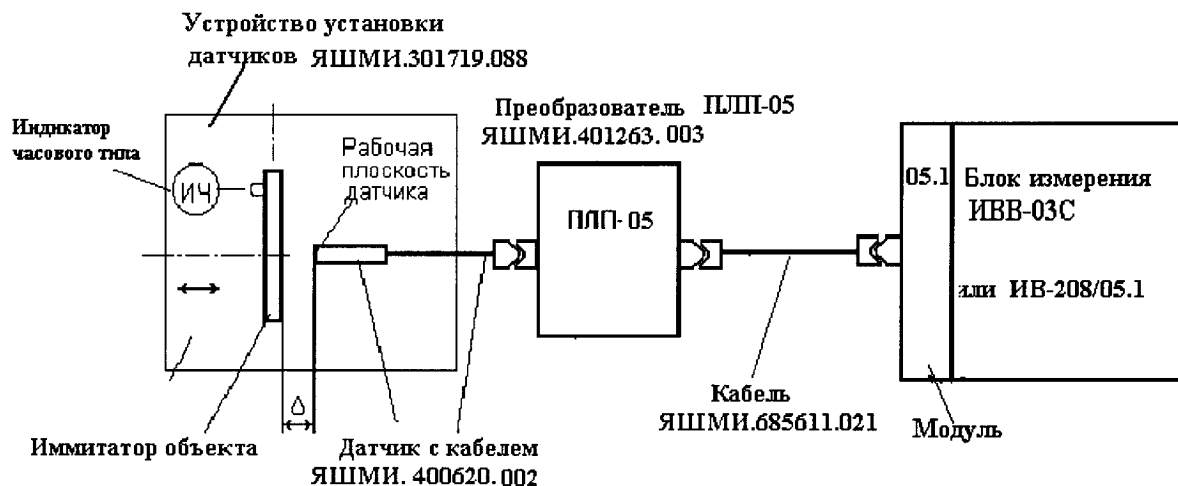 Устройство установки
датчиков ЯШМИ.301719.088
Преобразователь ПЛП-05
ЯШМИ.401263. 003
Индикатор
часового типа
ИЧ
Рабочая
плоскость
датчика
ПЛП- 05
05.1 Блок измерения
ИВВ-03С
или ИВ-208/05.1
Δ
Кабель
ЯШМИ.685611.021
Модуль
Иммитатор объекта
Датчик с кабелем
ЯШМИ. 400620. 002